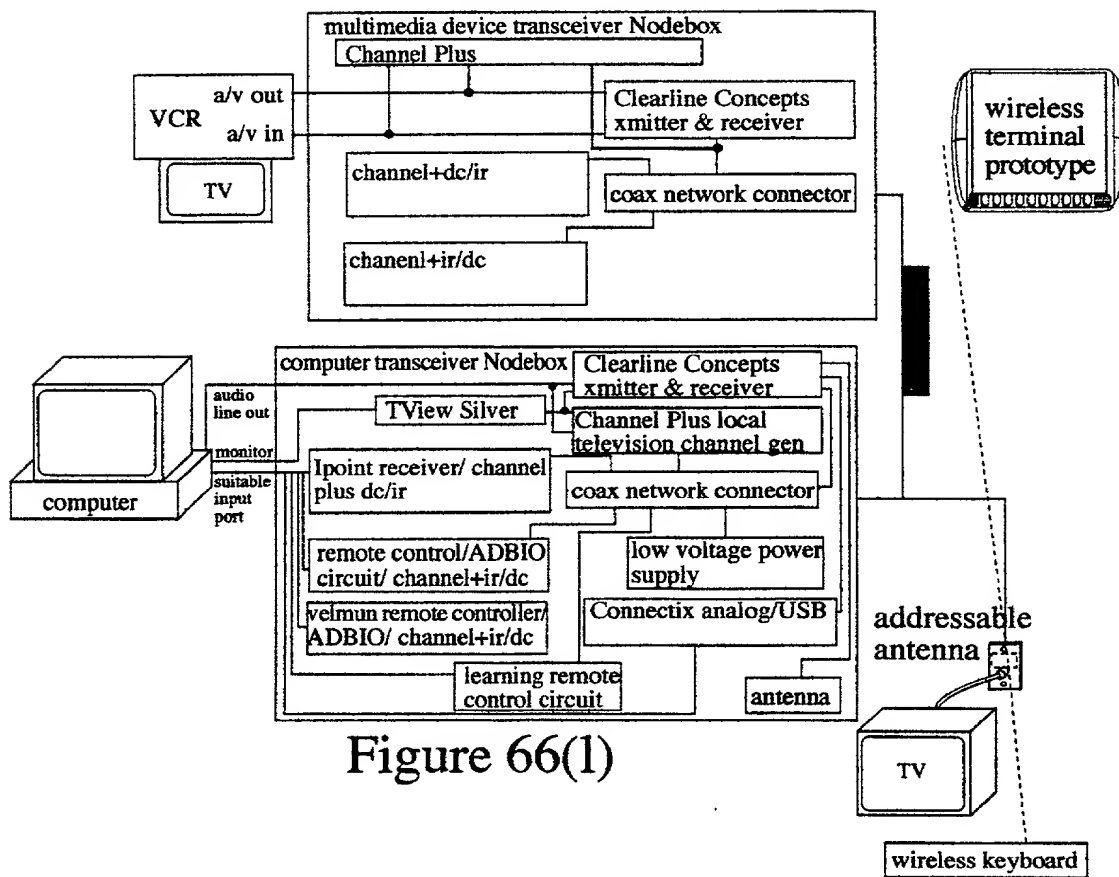 multimedia device transceiver Nodebox
Channel Plus
a/v out
VCR
a/v in
Clearline Concepts
xmitter & receiver
TV
channel+dc/ir
coax network connector
chanenl+ir/dc
wireless
terminal
prototype
computer transceiver Nodebox
Clearline Concepts
xmitter & receiver
audio
line out
TView Silver
Channel Plus local
television channel gen
monitor
computer
suitable
input
port
Ipoint receiver/ channel
plus dc/ir
coax network connector
remote control/ADBIO
circuit/ channel+ir/dc
low voltage power
supply
velmun remote controller/
ADBIO/ channel+ir/dc
Connectix analog/USB
learning remote
control circuit
antenna
addressable
antenna
TV
wireless keyboard
Figure 66(l)